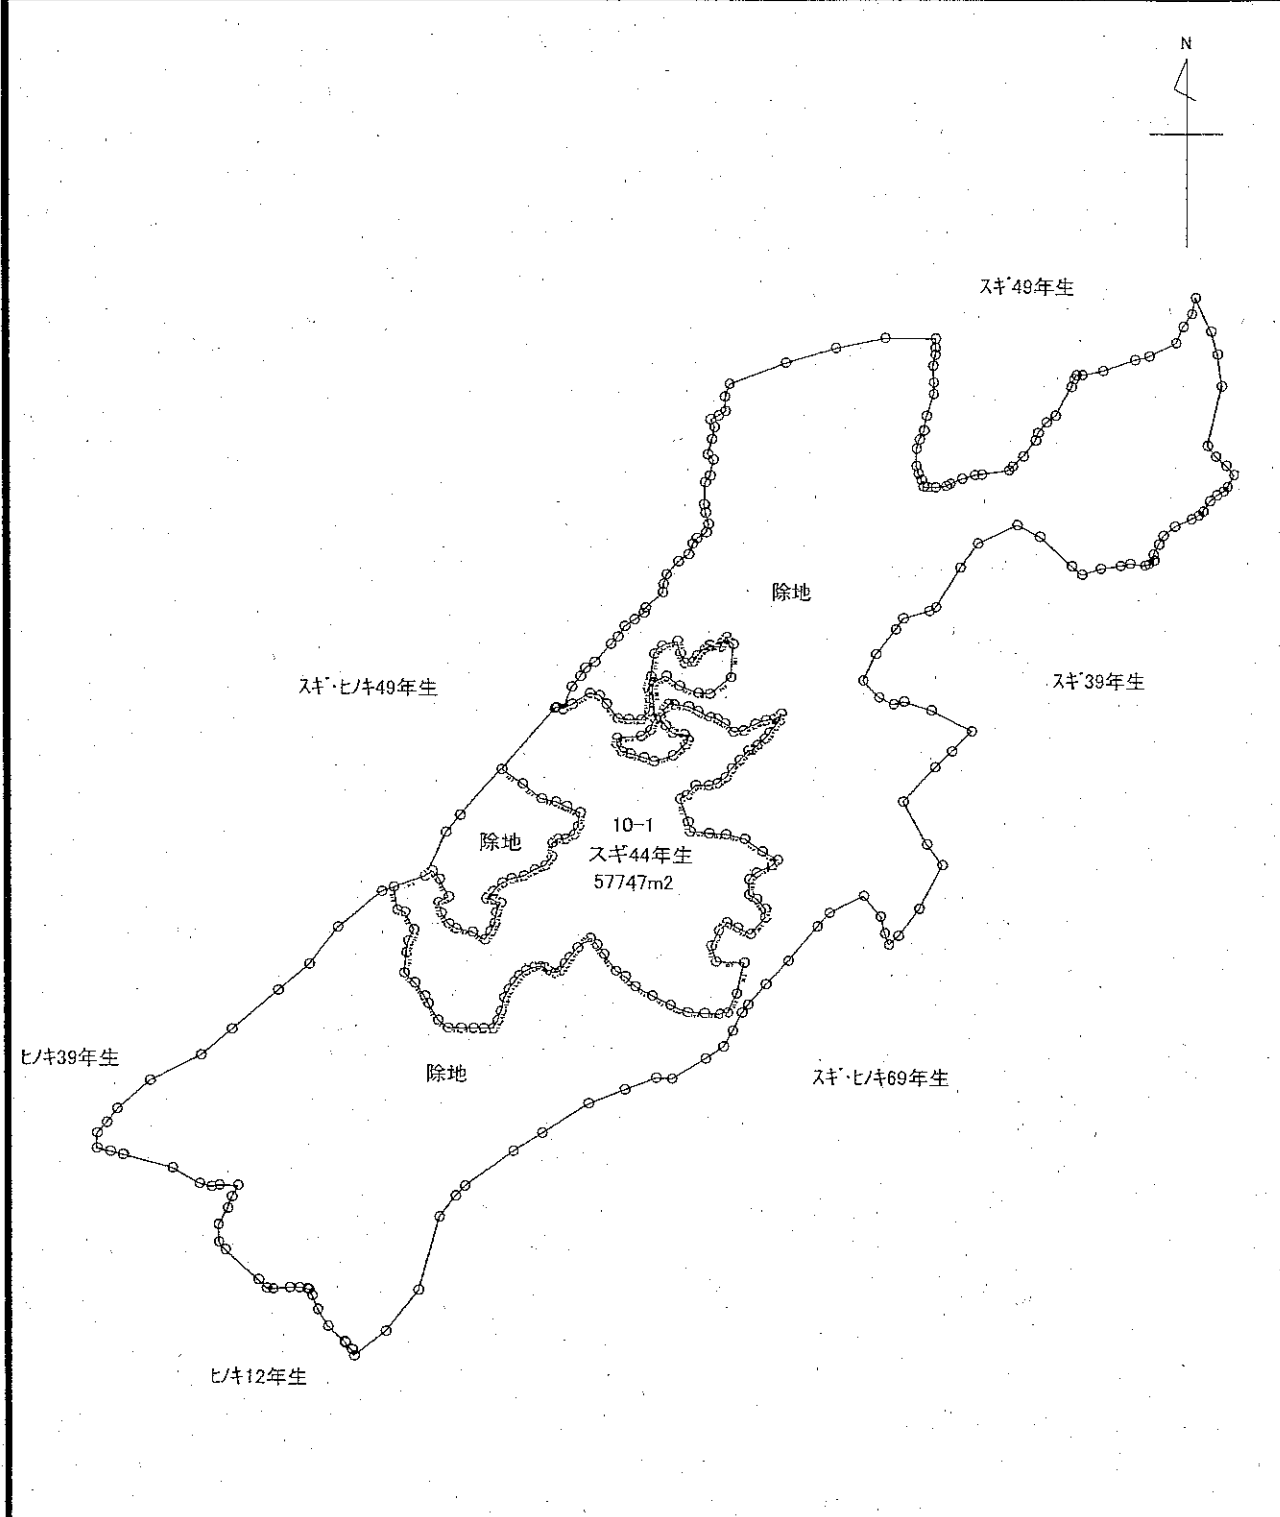 N
スギ49年生
除地
スギ39年生
スギ・ヒノキ49年生
10-1
スギ44年生
57747m2
除地
ヒノキ39年生
除地
スギ・ヒノキ69年生
ヒノキ12年生